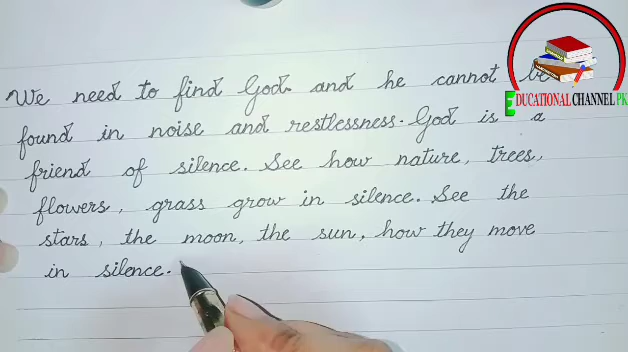 We need to find God. and he cannot be
found in noise and restlessness. God is a
friend of silence. See how nature, trees,
flowers, grass grow in silence. See the
stars, the moon, the sun, how they move
in silence.
EDUCATIONAL CHANNEL PK